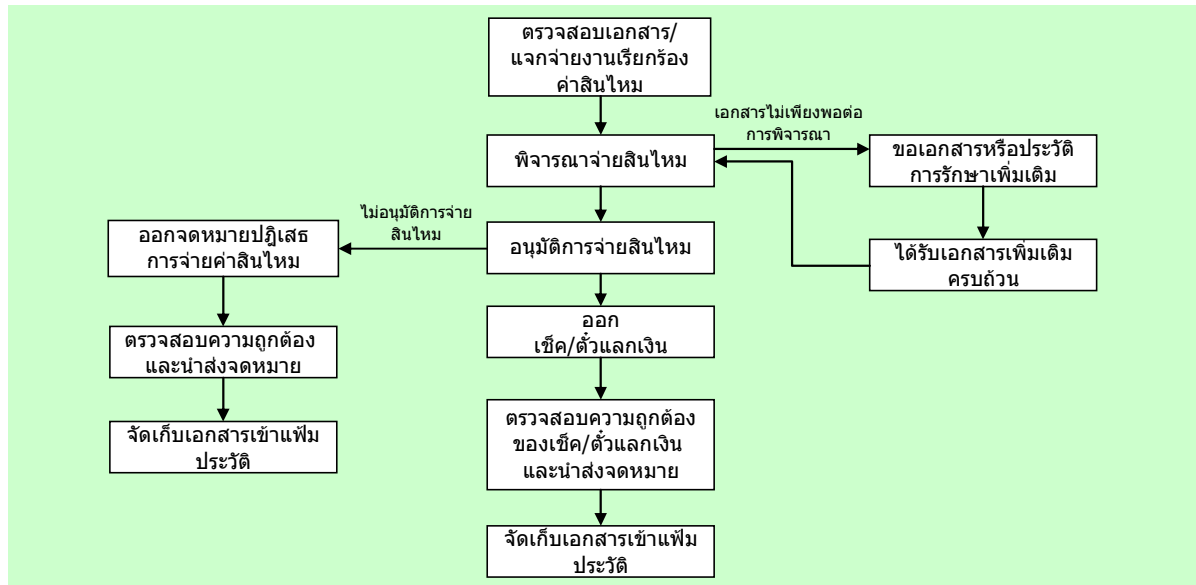 ตรวจสอบเอกสาร/
แจกจ่ายงานเรียกร้อง
ค่าสินไหม
เอกสารไม่เพียงพอต่อ
การพิจารณา
พิจารณาจ่ายสินไหม
ขอเอกสารหรือประวัติ
การรักษาเพิ่มเติม
ได้รับเอกสารเพิ่มเติม
ครบถ้วน
ไม่อนุมัติการจ่าย
สินไหม
อนุมัติการจ่ายสินไหม
ออกจดหมายปฎิเสธ
การจ่ายค่าสินไหม
ตรวจสอบความถูกต้อง
และนำส่งจดหมาย
จัดเก็บเอกสารเข้าแฟ้ม
ประวัติ
ออก
เช็ค/ตั๋วแลกเงิน
ตรวจสอบความถูกต้อง
ของเช็ค/ตั๋วแลกเงิน
และนำส่งจดหมาย
จัดเก็บเอกสารเข้าแฟ้ม
ประวัติ